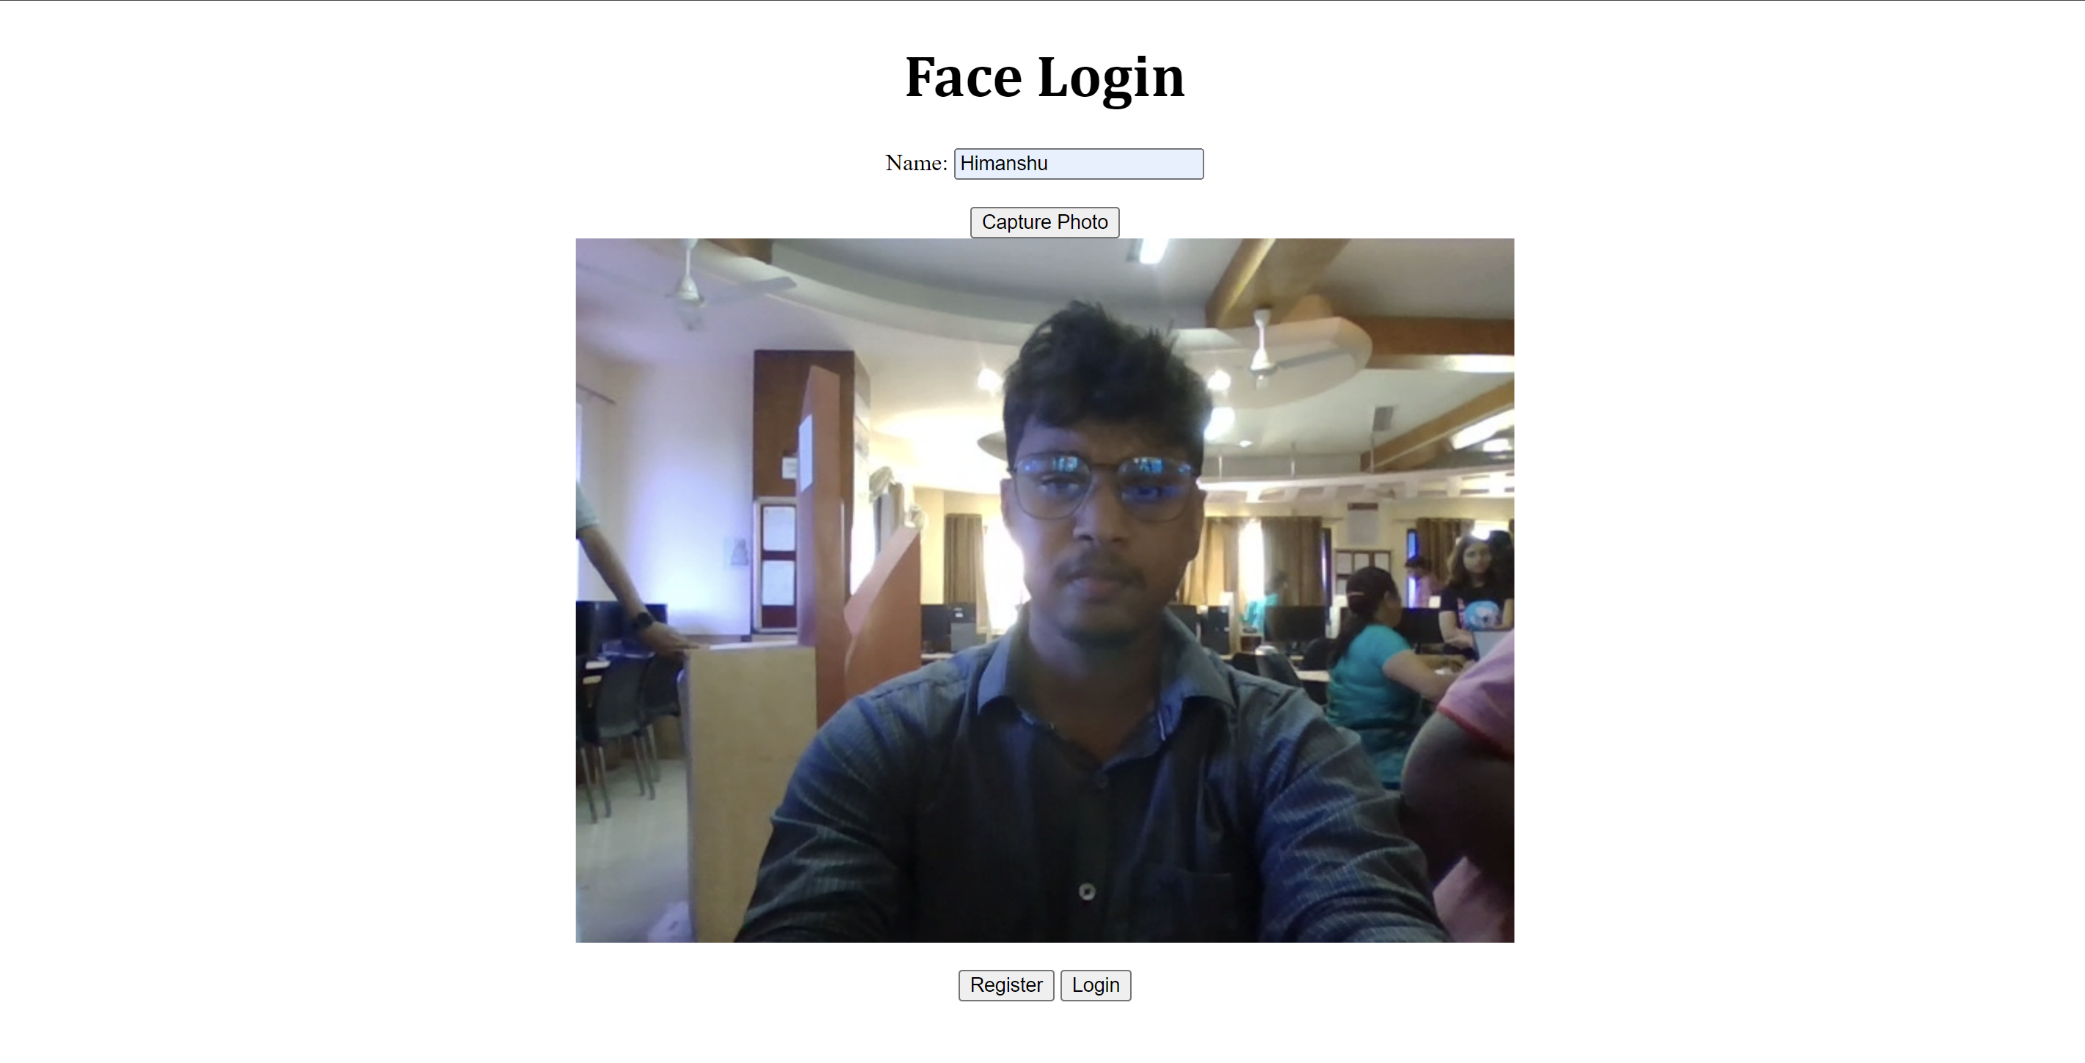 Face Login
Name: Himanshu
Capture Photo
Register Login